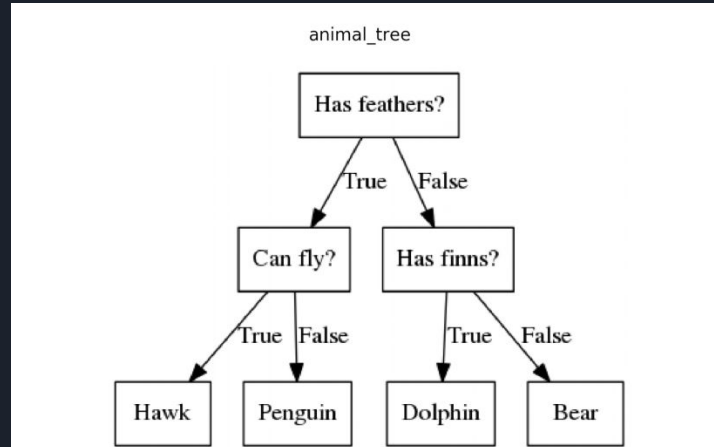 animal_tree
Has feathers?
True False
Can fly? Has finns?
True False True False
Hawk Penguin Dolphin Bear